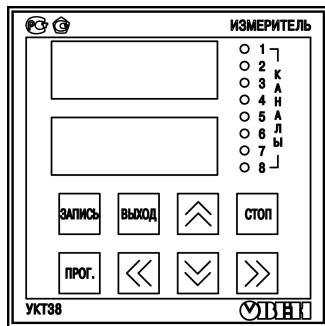 ИЗМЕРИТЕЛЬ
1
2
3
4
5
6
7
8
КАНАЛЫ
ЗАПИСЬ
ВЫХОД
СТОП
ПРОГ.
УКТ38
ОВЕН